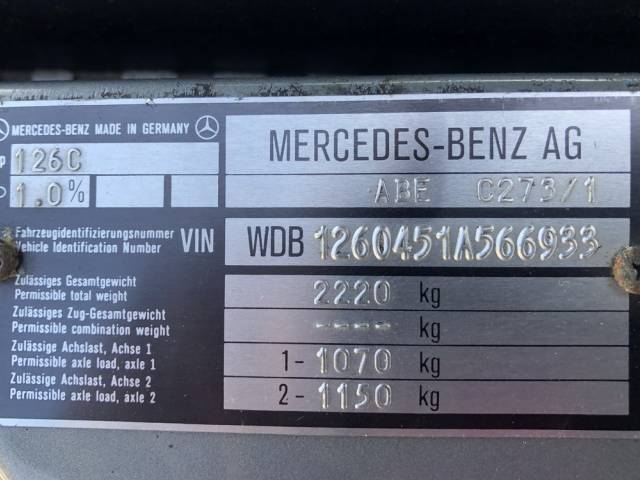 MERCEDES-BENZ MADE IN GERMANY
MERCEDES-BENZ AG
126C
1.0%
ABE C273/1
Fahrzeugidentifizierungsnummer
Vehicle Identification Number
VIN
WDB 1260451A566933
Zulässiges Gesamtgewicht
Permissible total weight
2220 kg
Zulässiges Zug-Gesamtgewicht
Permissible combination weight
---- kg
Zulässige Achslast, Achse 1
Permissible axle load, axle 1
1-1070 kg
Zulässige Achslast, Achse 2
Permissible axle load, axle 2
2-1150 kg